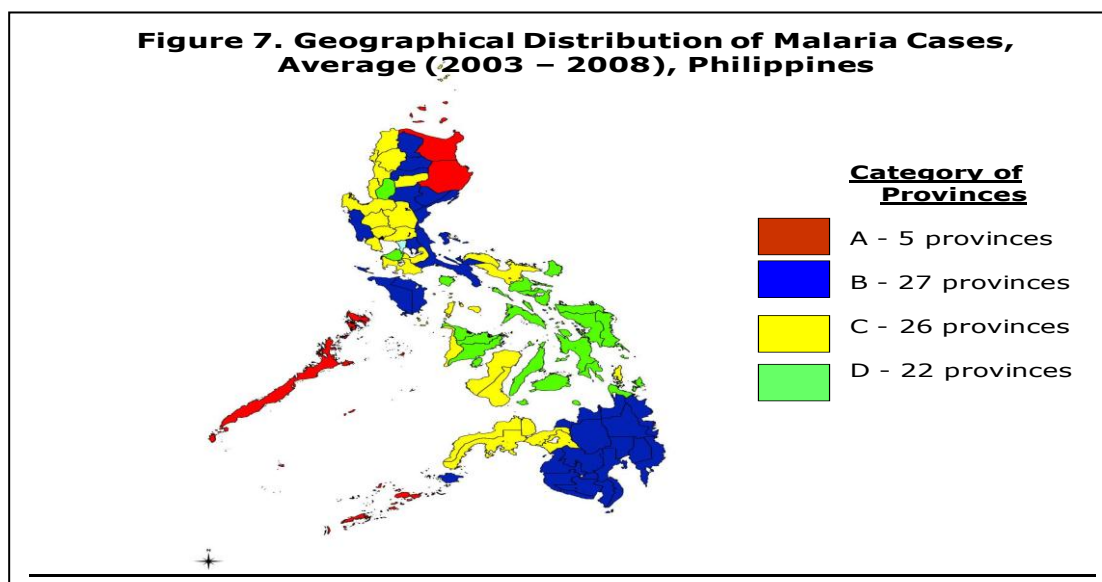 Figure 7. Geographical Distribution of Malaria Cases,
Average (2003 – 2008), Philippines
Category of
Provinces
A - 5 provinces
B - 27 provinces
C - 26 provinces
D - 22 provinces